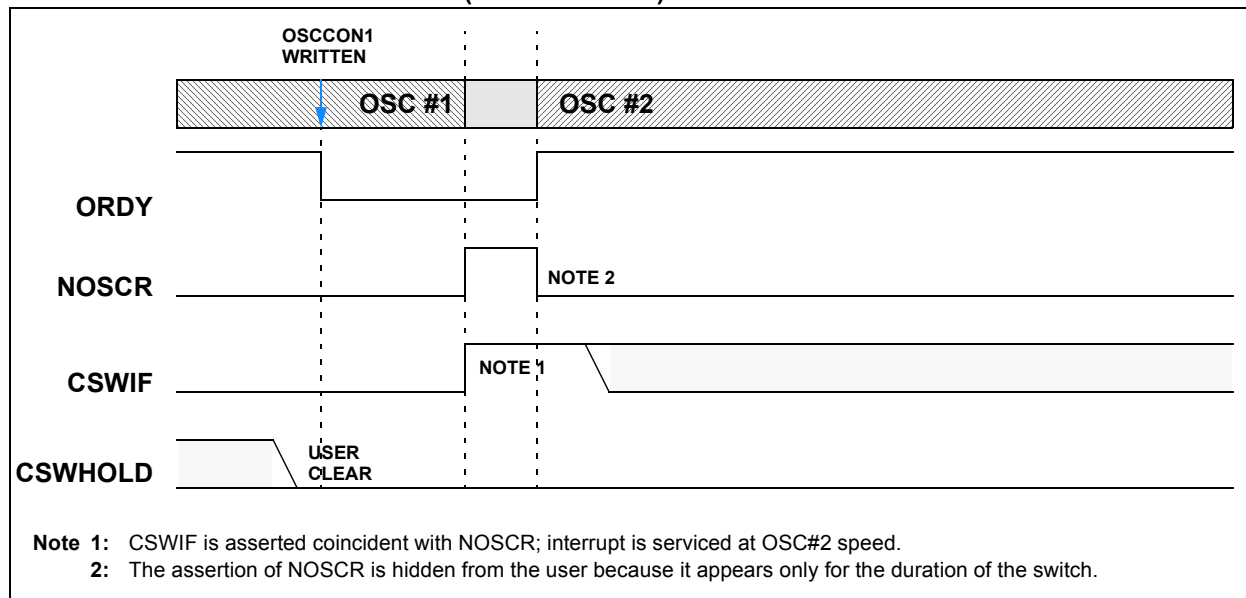 OSCCON1
WRITTEN
OSC #1
OSC #2
ORDY
NOSCR
NOTE 2
CSWIF
NOTE 1
CSWHOLD
USER
CLEAR
Note 1: CSWIF is asserted coincident with NOSCR; interrupt is serviced at OSC#2 speed.
2: The assertion of NOSCR is hidden from the user because it appears only for the duration of the switch.